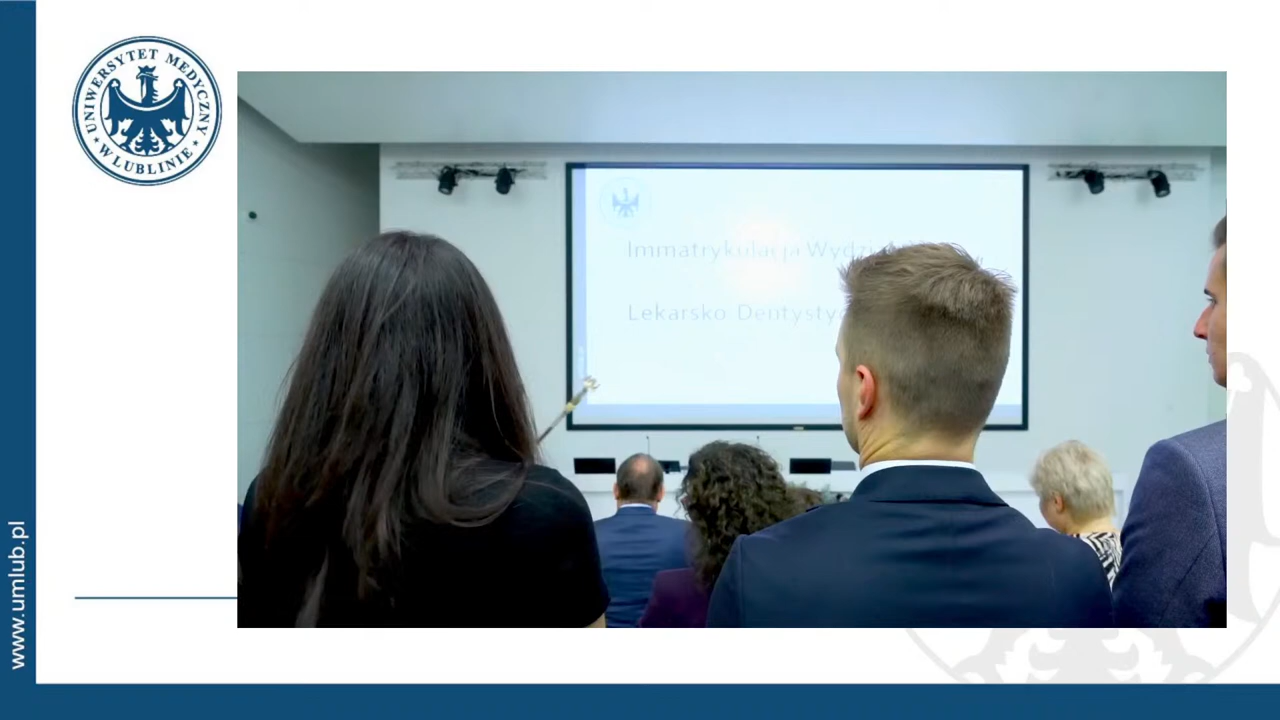 UNIWERSYTET MEDYCZNY
W LUBLINIE
Immatrykulacja
Lekarsko
www.umlub.pl